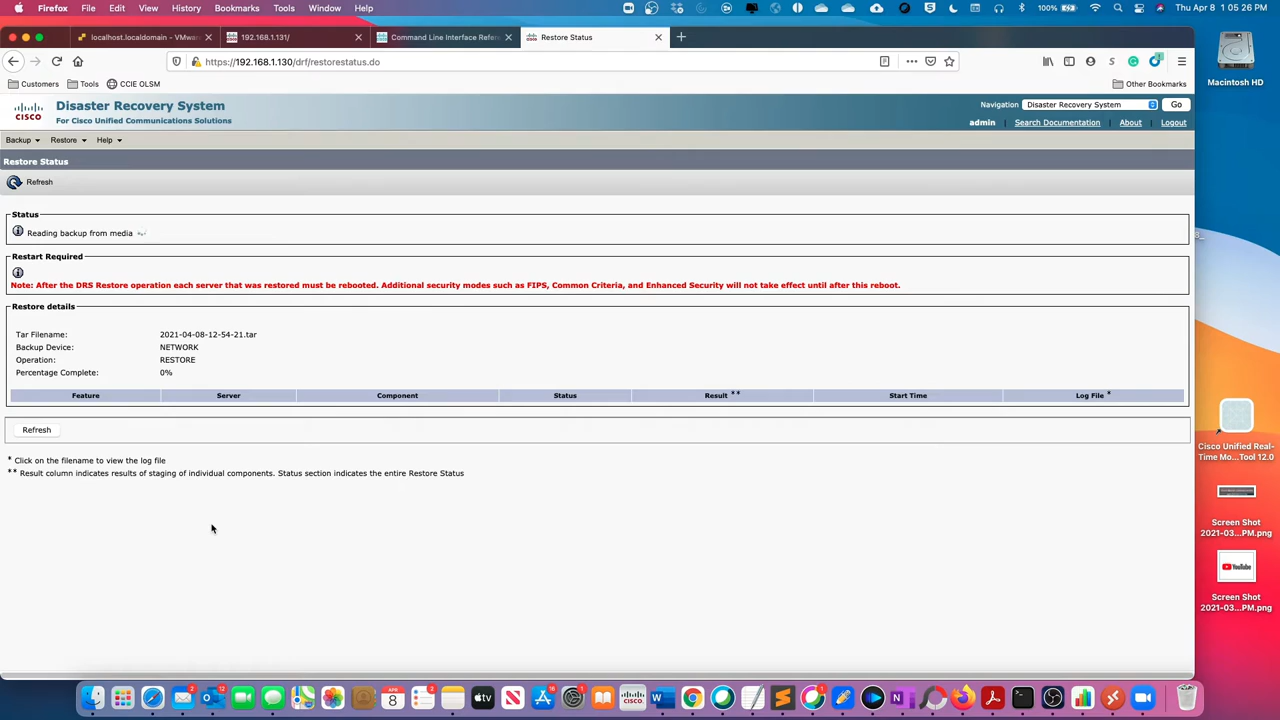 Firefox File Edit View History Bookmarks Tools Window Help
100% Thu Apr 8 1:05:26 PM
localhost.localdomain - VMwa
192.168.1.131/
Command Line Interface Refere
Restore Status
https://192.168.1.130/drf/restorestatus.do
Customers Tools CCIE OLSM
Other Bookmarks
Macintosh HD
CISCO
Disaster Recovery System
For Cisco Unified Communications Solutions
Navigation Disaster Recovery System Go
admin | Search Documentation | About | Logout
Backup Restore Help
Restore Status
Refresh
Status
Reading backup from media
Restart Required
Note: After the DRS Restore operation each server that was restored must be rebooted. Additional security modes such as FIPS, Common Criteria, and Enhanced Security will not take effect until after this reboot.
Restore details
Tar Filename: 2021-04-08-12-54-21.tar
Backup Device: NETWORK
Operation: RESTORE
Percentage Complete: 0%
Feature Server Component Status Result ** Start Time Log File *
Refresh
* Click on the filename to view the log file
** Result column indicates results of staging of individual components. Status section indicates the entire Restore Status
Cisco Unified Real-
Time Mo...Tool 12.0
Screen Shot
2021-03...PM.png
YouTube
Screen Shot
2021-03...PM.png
APR
8
tv
CISCO